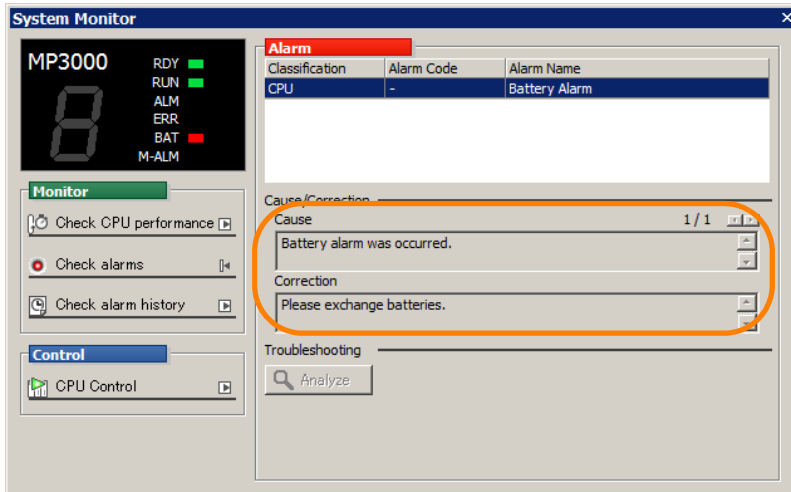 System Monitor
MP3000
RDY
RUN
ALM
ERR
BAT
M-ALM
Monitor
Check CPU performance
Check alarms
Check alarm history
Control
CPU Control
Alarm
Classification Alarm Code Alarm Name
CPU - Battery Alarm
Cause/Correction
Cause 1 / 1
Battery alarm was occurred.
Correction
Please exchange batteries.
Troubleshooting
Analyze